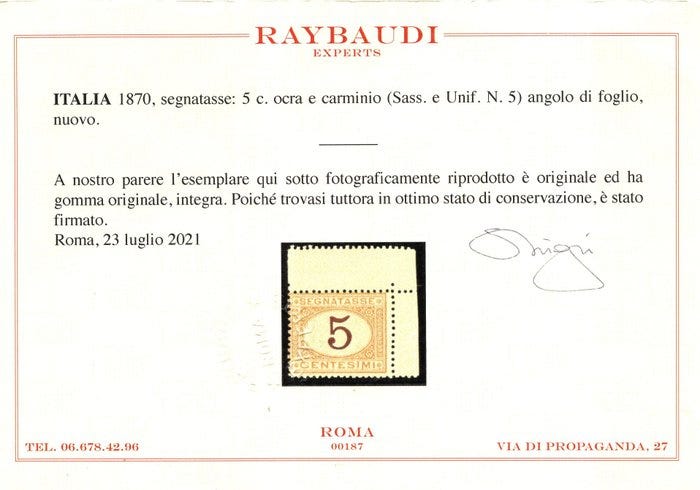 RAYBAUDI
EXPERTS
ITALIA 1870, segnatasse: 5 c. ocra e carminio (Sass. e Unif. N. 5) angolo di foglio,
nuovo.
A nostro parere l'esemplare qui sotto fotograficamente riprodotto è originale ed ha
gomma originale, integra. Poiché trovasi tuttora in ottimo stato di conservazione, è stato
firmato.
Roma, 23 luglio 2021
SEGNATASSE
5
CENTESIMI
ROMA
00187
TEL. 06.678.42.96
VIA DI PROPAGANDA, 27